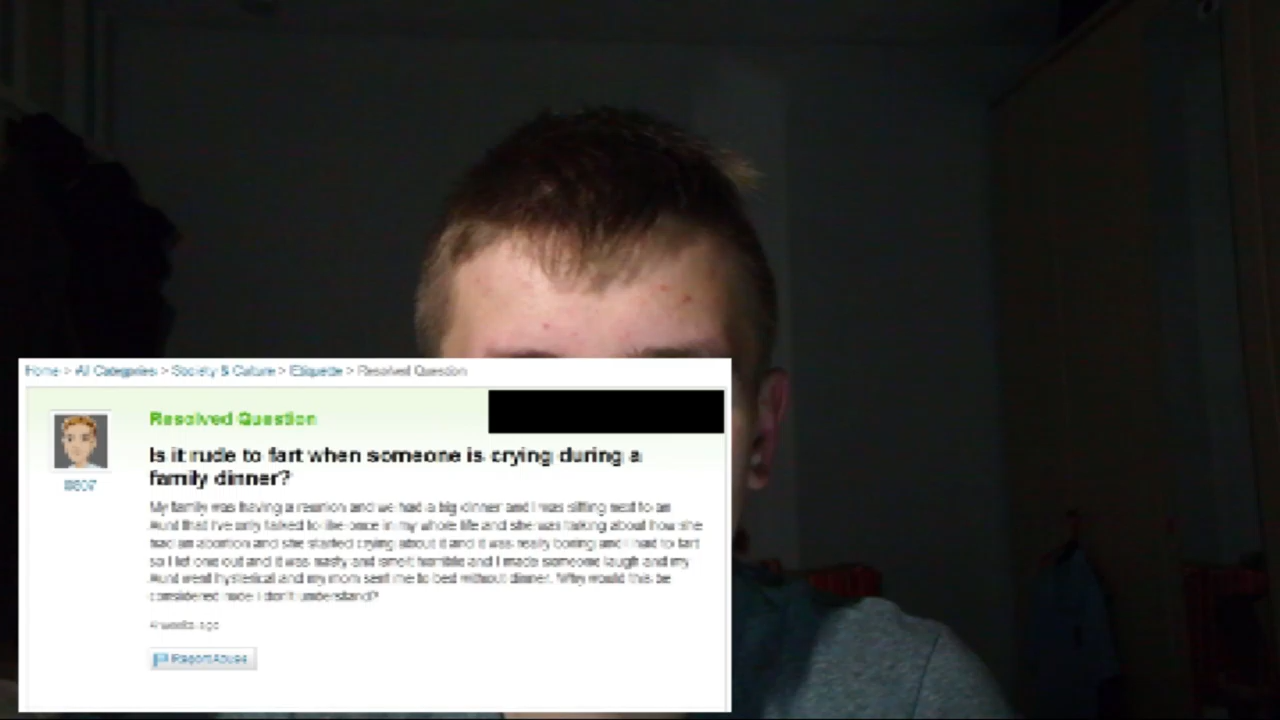 Home > All Categories > Society & Culture > Etiquette > Resolved Question
Resolved Question
Is it rude to fart when someone is crying during a
family dinner?
My family was having a reunion and we had a big dinner and I was sitting next to an
Aunt that I've only talked to like once in my whole life and she was talking about how she
had an abortion and she started crying about it and it was really boring and I had to fart
so I let one out and it was nasty and smelt horrible and I made someone laugh and my
Aunt went hysterical and my mom sent me to bed without dinner. Why would this be
considered rude I don't understand?
4 weeks ago
Report Abuse